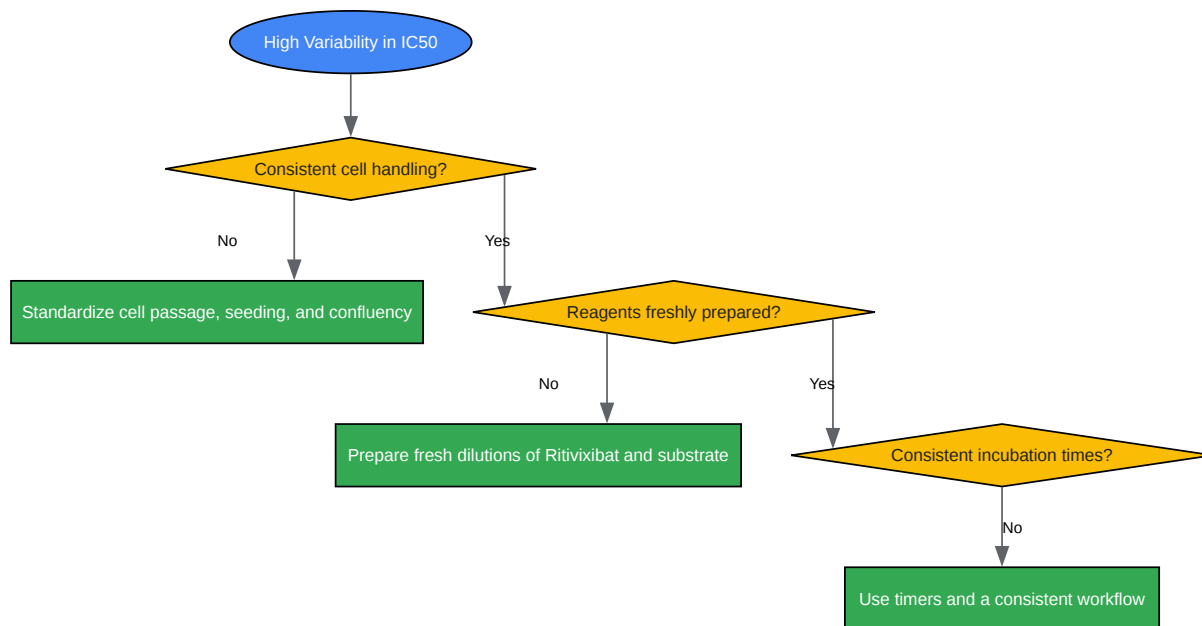 High Variability in IC50
Consistent cell handling?
No
Yes
Standardize cell passage, seeding, and confluency
Reagents freshly prepared?
No
Yes
Prepare fresh dilutions of Ritivixibat and substrate
Consistent incubation times?
No
Use timers and a consistent workflow